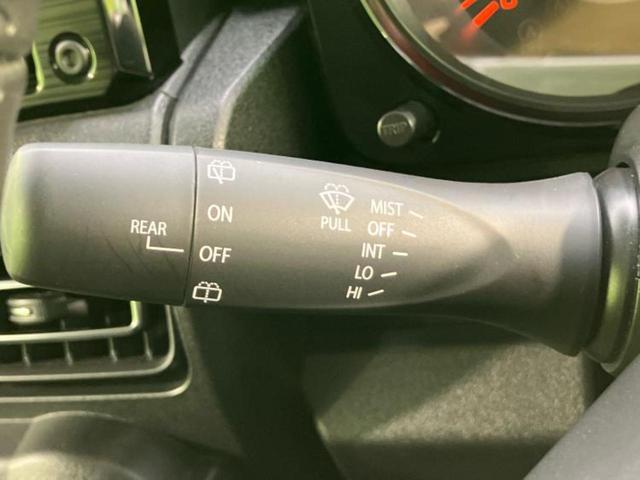 TRIP
REAR
ON
OFF
PULL
MIST
OFF
INT
LO
HI